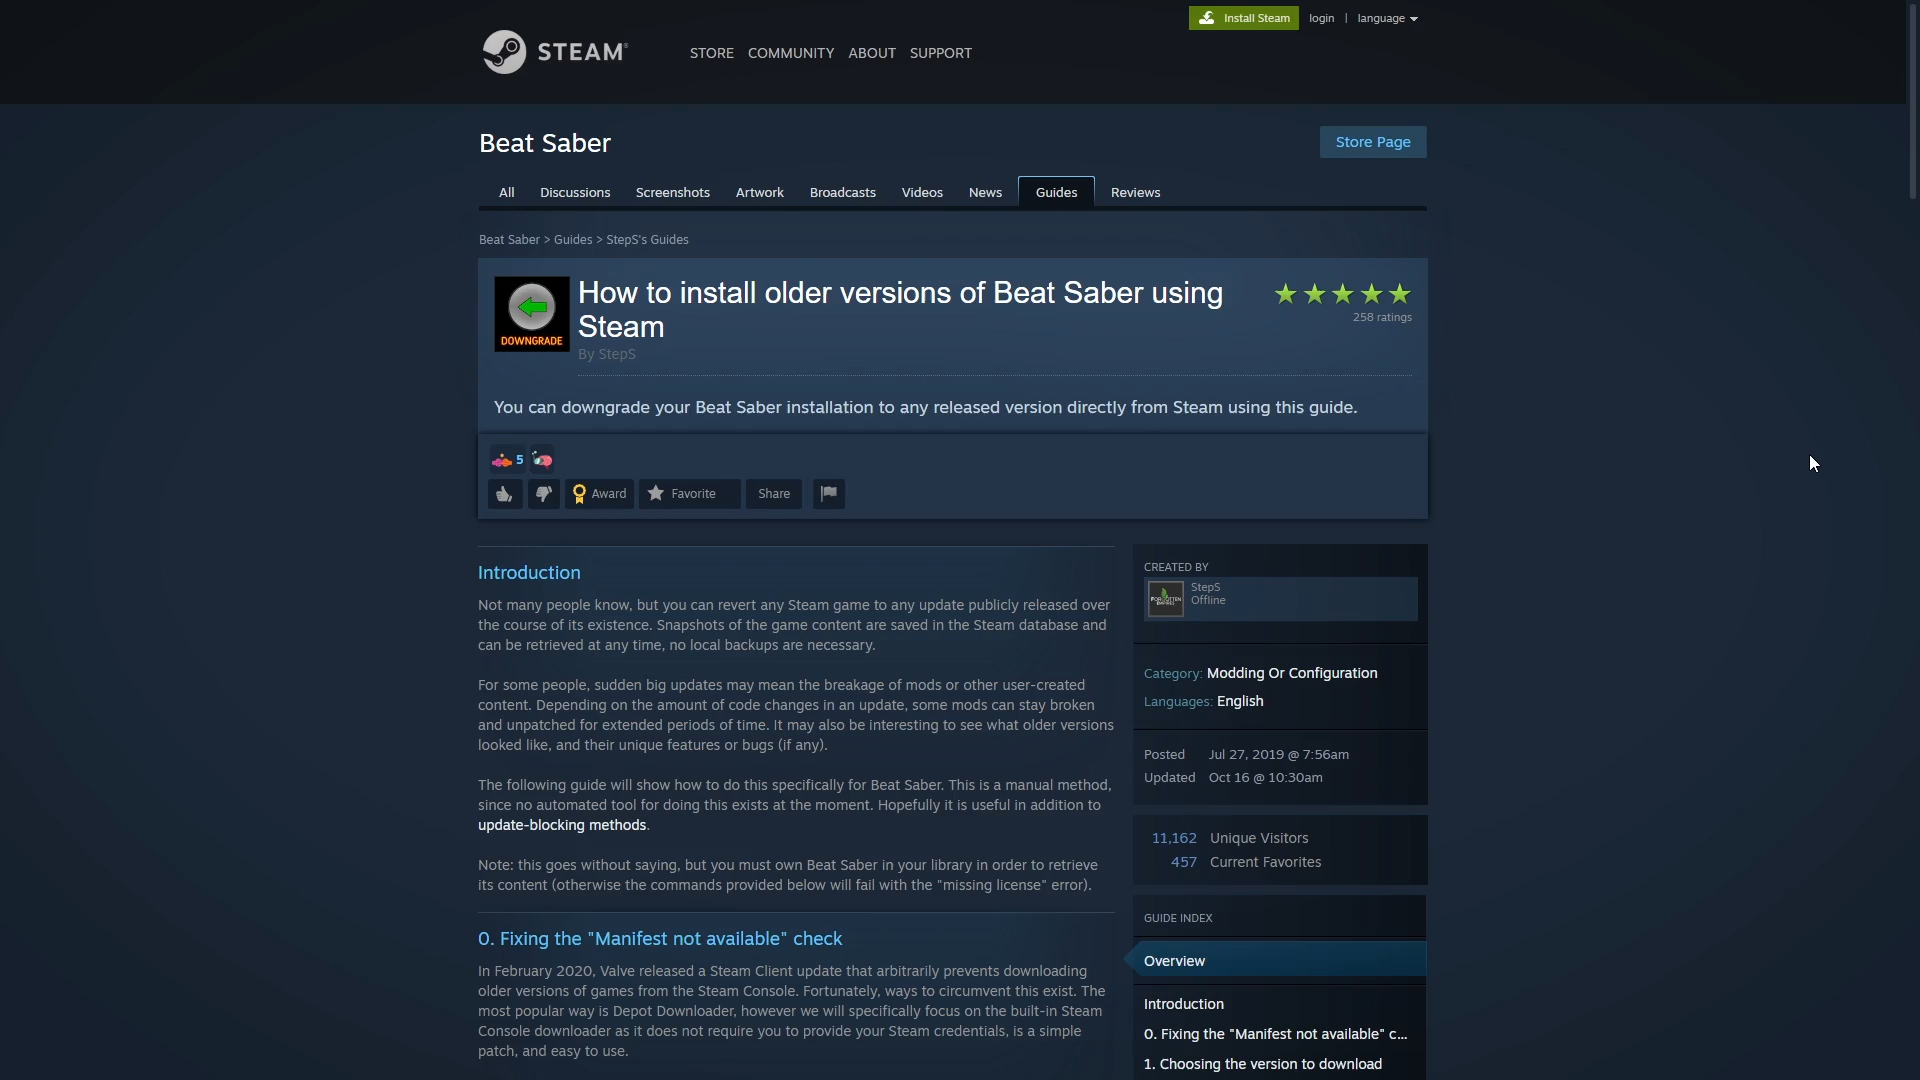 Install Steam login | language
STEAM®
STORE COMMUNITY ABOUT SUPPORT
Beat Saber
Store Page
All Discussions Screenshots Artwork Broadcasts Videos News Guides Reviews
Beat Saber > Guides > StepS's Guides
DOWNGRADE
How to install older versions of Beat Saber using
Steam
By StepS
258 ratings
You can downgrade your Beat Saber installation to any released version directly from Steam using this guide.
5
Award Favorite Share
Introduction
Not many people know, but you can revert any Steam game to any update publicly released over
the course of its existence. Snapshots of the game content are saved in the Steam database and
can be retrieved at any time, no local backups are necessary.
For some people, sudden big updates may mean the breakage of mods or other user-created
content. Depending on the amount of code changes in an update, some mods can stay broken
and unpatched for extended periods of time. It may also be interesting to see what older versions
looked like, and their unique features or bugs (if any).
The following guide will show how to do this specifically for Beat Saber. This is a manual method,
since no automated tool for doing this exists at the moment. Hopefully it is useful in addition to
update-blocking methods.
Note: this goes without saying, but you must own Beat Saber in your library in order to retrieve
its content (otherwise the commands provided below will fail with the "missing license" error).
0. Fixing the "Manifest not available" check
In February 2020, Valve released a Steam Client update that arbitrarily prevents downloading
older versions of games from the Steam Console. Fortunately, ways to circumvent this exist. The
most popular way is Depot Downloader, however we will specifically focus on the built-in Steam
Console downloader as it does not require you to provide your Steam credentials, is a simple
patch, and easy to use.
CREATED BY
FORGOTTEN
EMPIRES
StepS
Offline
Category: Modding Or Configuration
Languages: English
Posted Jul 27, 2019 @ 7:56am
Updated Oct 16 @ 10:30am
11,162 Unique Visitors
457 Current Favorites
GUIDE INDEX
Overview
Introduction
0. Fixing the "Manifest not available" c...
1. Choosing the version to download